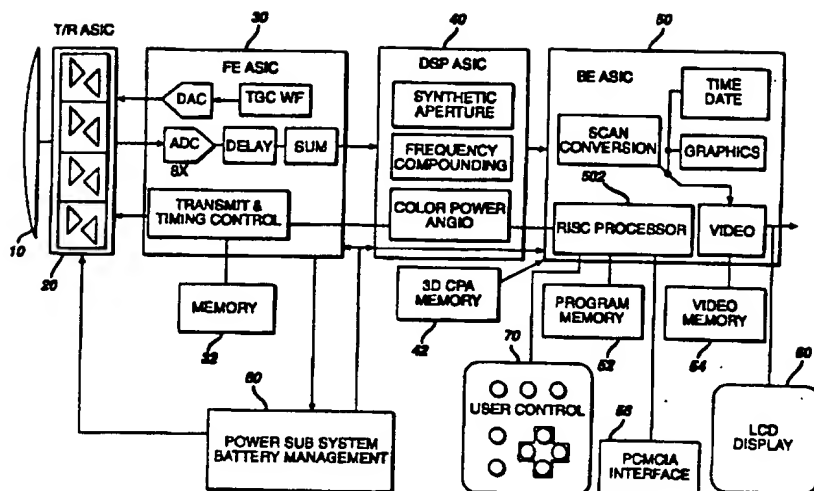 30
40
50
T/R ASIC
FE ASIC
DSP ASIC
BE ASIC
DAC
TGC WF
SYNTHETIC
APERTURE
TIME
DATE
ADC
8X
DELAY
SUM
FREQUENCY
COMPOUNDING
SCAN
CONVERSION
GRAPHICS
502
TRANSMIT &
TIMING CONTROL
COLOR POWER
ANGIO
RISC PROCESSOR
VIDEO
10
20
MEMORY
32
3D CPA
MEMORY
42
PROGRAM
MEMORY
52
VIDEO
MEMORY
54
70
USER CONTROL
60
LCD
DISPLAY
80
POWER SUB SYSTEM
BATTERY MANAGEMENT
56
PCMCIA
INTERFACE